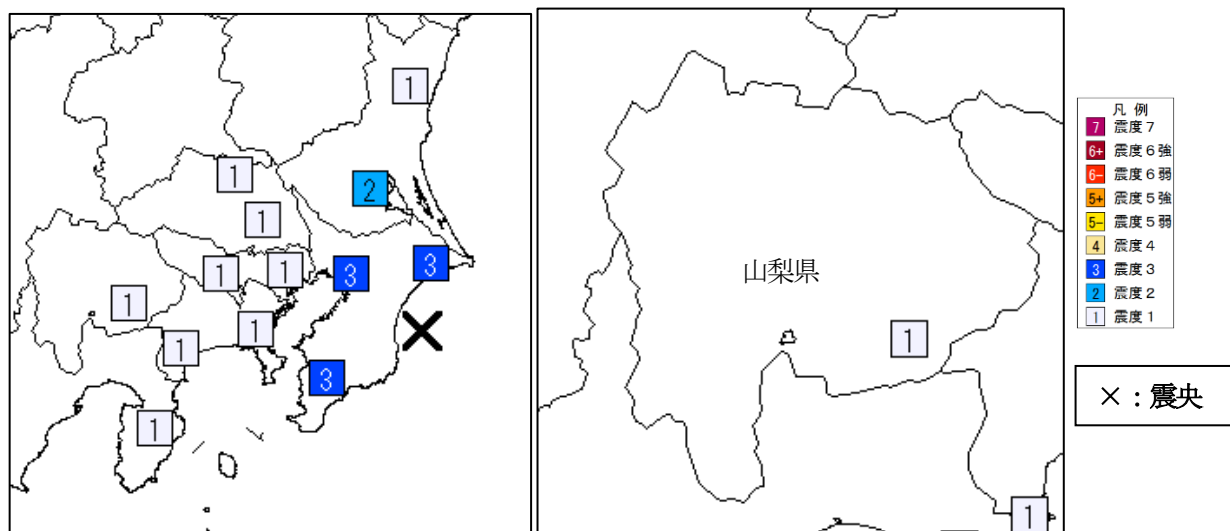 1
1
2
1
1
1
3
3
1
1
1
3
1
山梨県
1
1
凡 例
7 震度７
6+ 震度６強
6- 震度６弱
5+ 震度５強
5- 震度５弱
4 震度４
3 震度３
2 震度２
1 震度１
×：震央